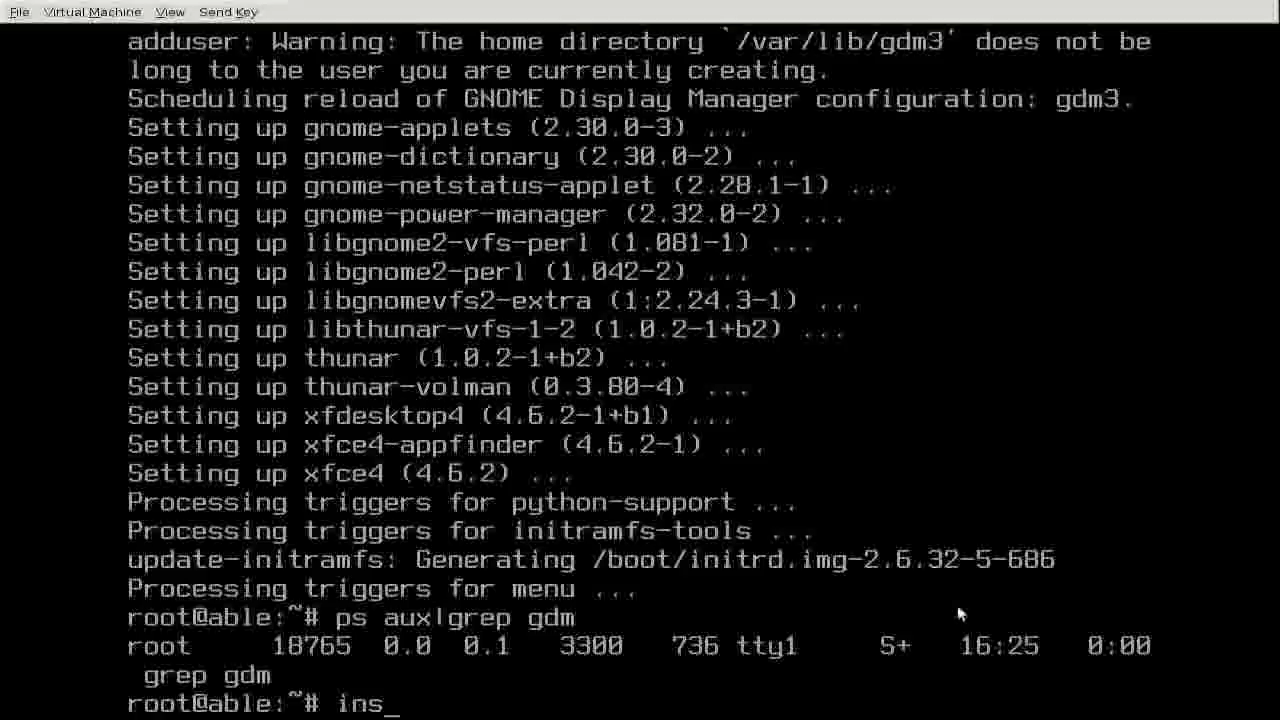 File Virtual Machine View Send Key
adduser: Warning: The home directory `/var/lib/gdm3' does not be
long to the user you are currently creating.
Scheduling reload of GNOME Display Manager configuration: gdm3.
Setting up gnome-applets (2.30.0-3) ...
Setting up gnome-dictionary (2.30.0-2) ...
Setting up gnome-netstatus-applet (2.28.1-1) ...
Setting up gnome-power-manager (2.32.0-2) ...
Setting up libgnome2-vfs-perl (1.081-1) ...
Setting up libgnome2-perl (1.042-2) ...
Setting up libgnomevfs2-extra (1:2.24.3-1) ...
Setting up libthunar-vfs-1-2 (1.0.2-1+b2) ...
Setting up thunar (1.0.2-1+b2) ...
Setting up thunar-volman (0.3.80-4) ...
Setting up xfdesktop4 (4.6.2-1+b1) ...
Setting up xfce4-appfinder (4.6.2-1) ...
Setting up xfce4 (4.6.2) ...
Processing triggers for python-support ...
Processing triggers for initramfs-tools ...
update-initramfs: Generating /boot/initrd.img-2.6.32-5-686
Processing triggers for menu ...
root@able:~# ps aux|grep gdm
root 18765 0.0 0.1 3300 736 tty1 S+ 16:25 0:00
grep gdm
root@able:~# ins_